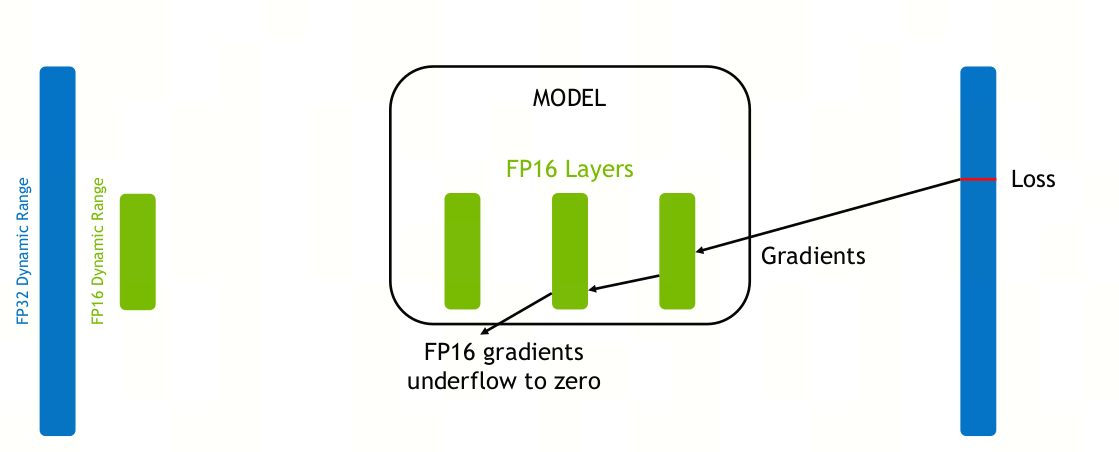 FP32 Dynamic Range
FP16 Dynamic Range
MODEL
FP16 Layers
Loss
Gradients
FP16 gradients
underflow to zero